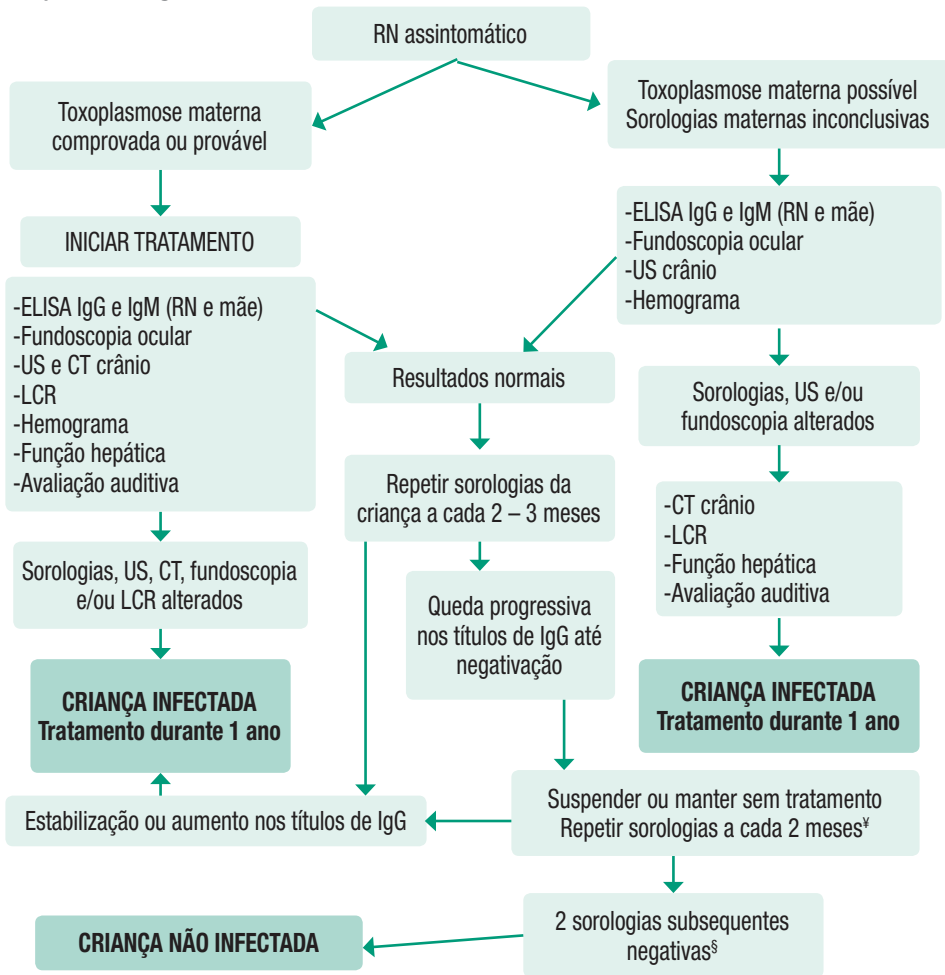 RN assintomático
Toxoplasmose materna
comprovada ou provável
Toxoplasmose materna possível
Sorologias maternas inconclusivas
INICIAR TRATAMENTO
-ELISA IgG e IgM (RN e mãe)
-Fundoscopia ocular
-US crânio
-Hemograma
-ELISA IgG e IgM (RN e mãe)
-Fundoscopia ocular
-US e CT crânio
-LCR
-Hemograma
-Função hepática
-Avaliação auditiva
Resultados normais
Sorologias, US e/ou
fundoscopia alterados
Repetir sorologias da
criança a cada 2 – 3 meses
-CT crânio
-LCR
-Função hepática
-Avaliação auditiva
Sorologias, US, CT, fundoscopia
e/ou LCR alterados
Queda progressiva
nos títulos de IgG até
negativação
CRIANÇA INFECTADA
Tratamento durante 1 ano
CRIANÇA INFECTADA
Tratamento durante 1 ano
Estabilização ou aumento nos títulos de IgG
Suspender ou manter sem tratamento
Repetir sorologias a cada 2 meses¥
2 sorologias subsequentes
negativas§
CRIANÇA NÃO INFECTADA